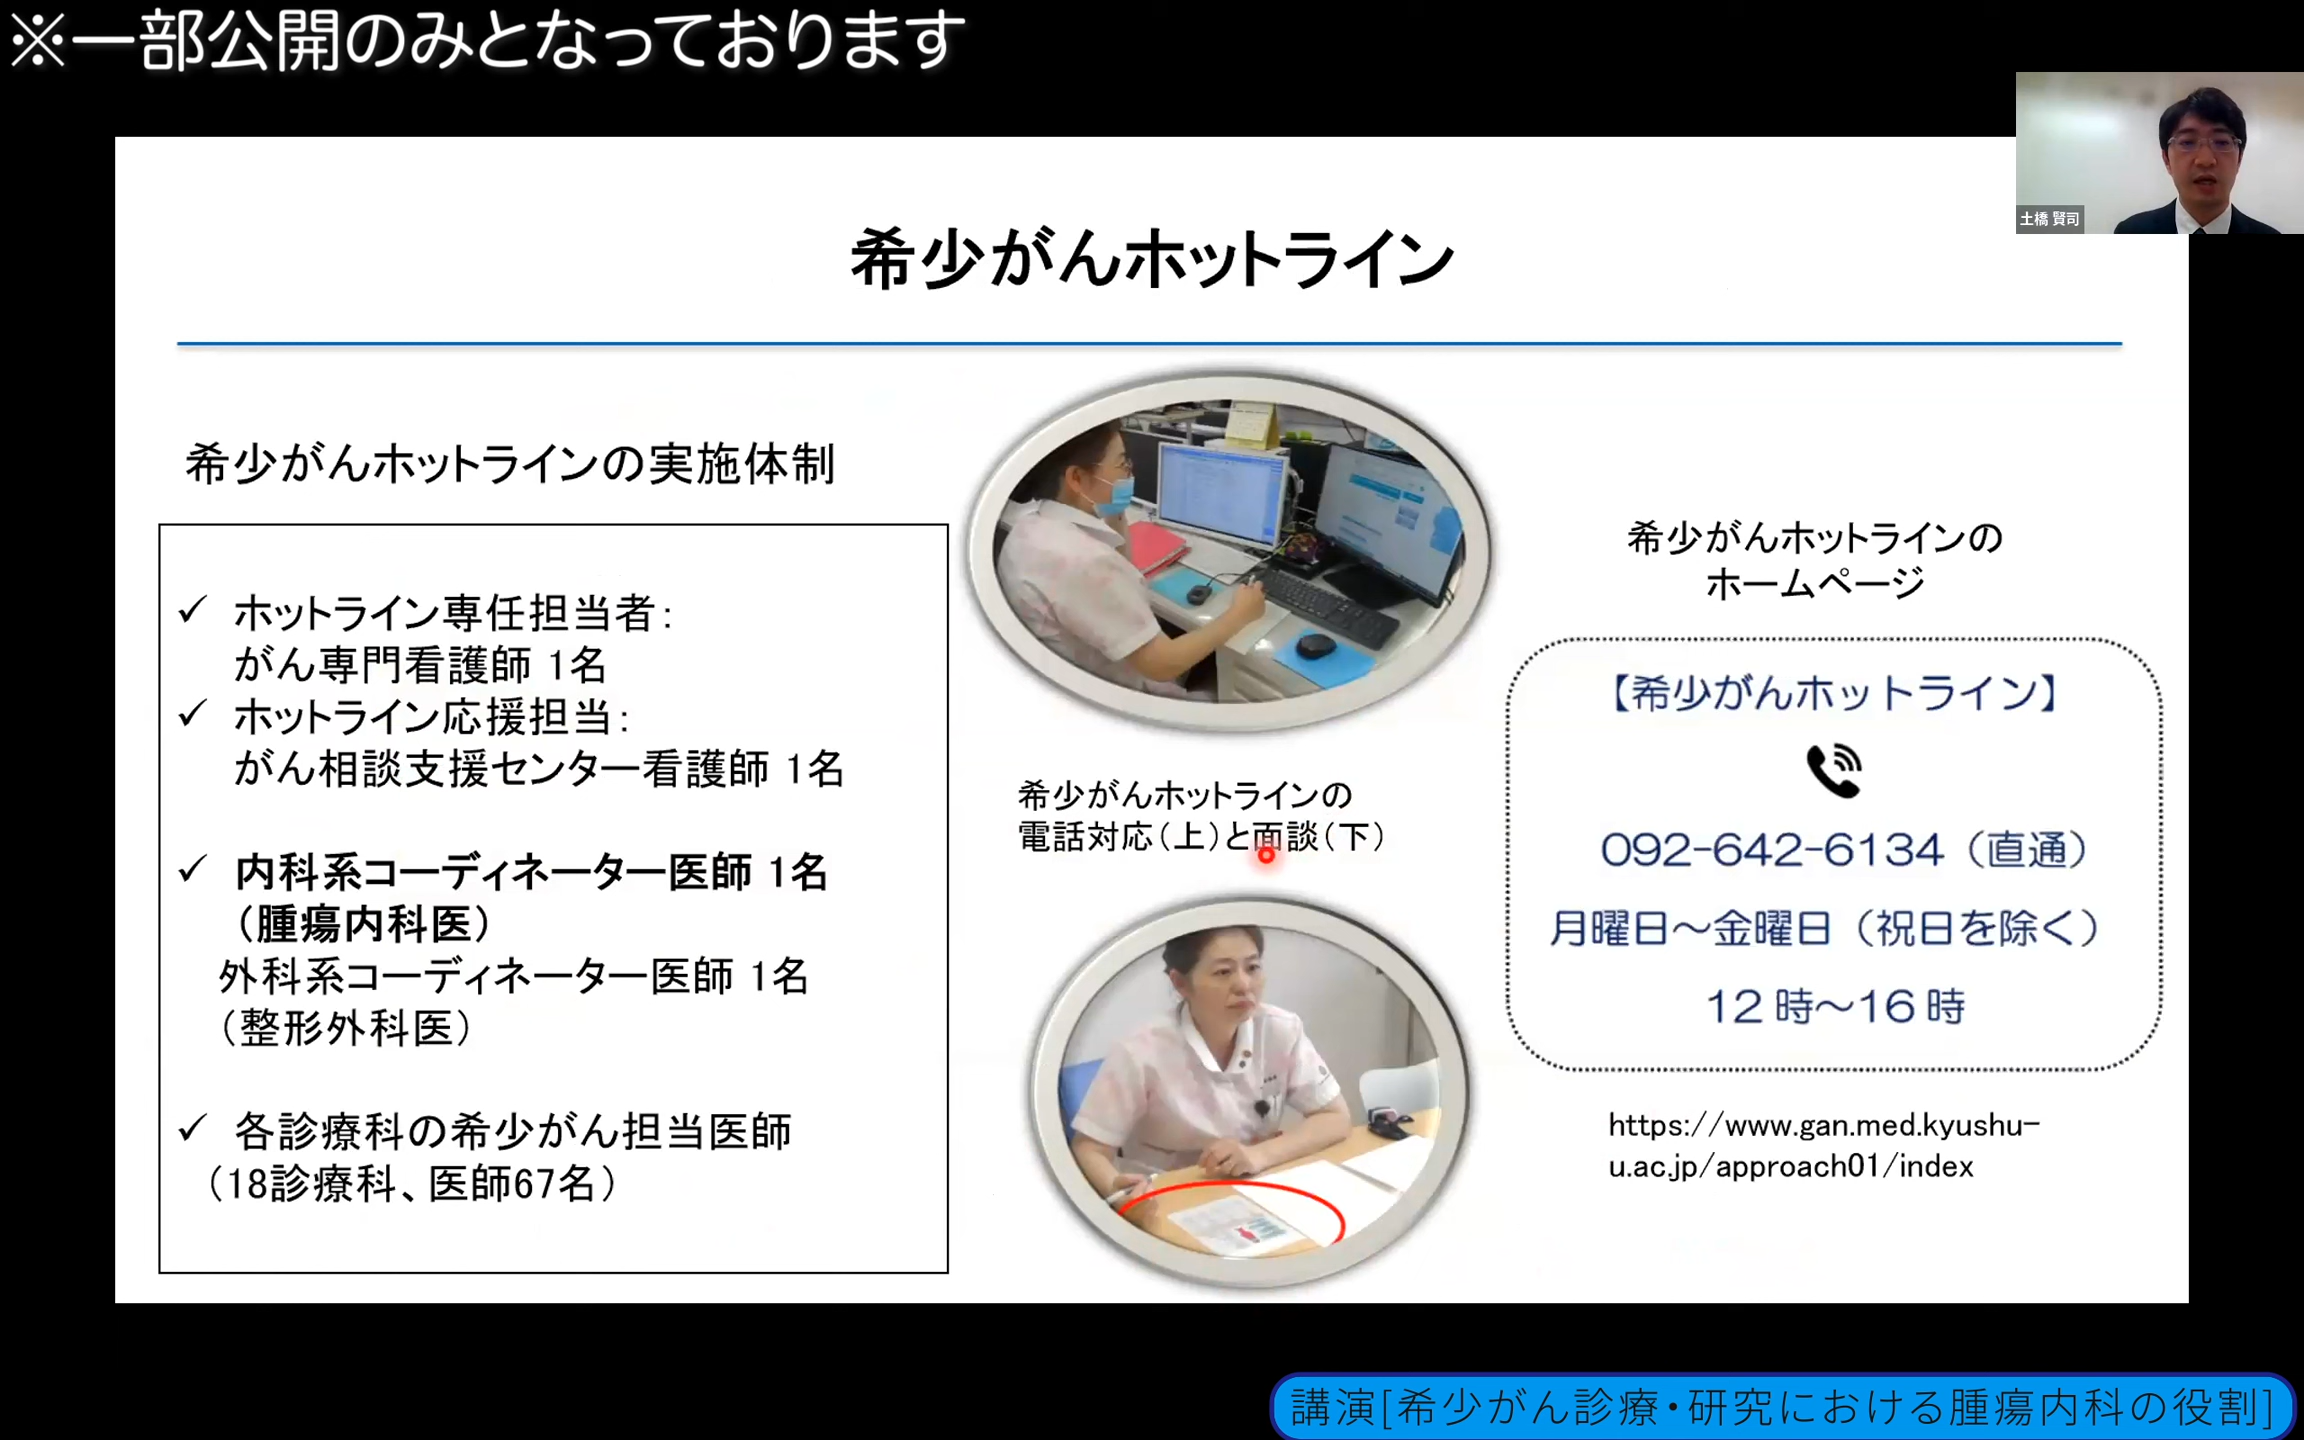 ※一部公開のみとなっております
土橋 賢司
希少がんホットライン
希少がんホットラインの実施体制
✓ ホットライン専任担当者：
がん専門看護師 1名
✓ ホットライン応援担当：
がん相談支援センター看護師 1名
✓ 内科系コーディネーター医師 1名
（腫瘍内科医）
外科系コーディネーター医師 1名
（整形外科医）
✓ 各診療科の希少がん担当医師
（18診療科、医師67名）
希少がんホットラインの
電話対応（上）と面談（下）
希少がんホットラインの
ホームページ
【希少がんホットライン】
092-642-6134（直通）
月曜日～金曜日（祝日を除く）
12時～16時
https://www.gan.med.kyushu-
u.ac.jp/approach01/index
講演[希少がん診療・研究における腫瘍内科の役割]